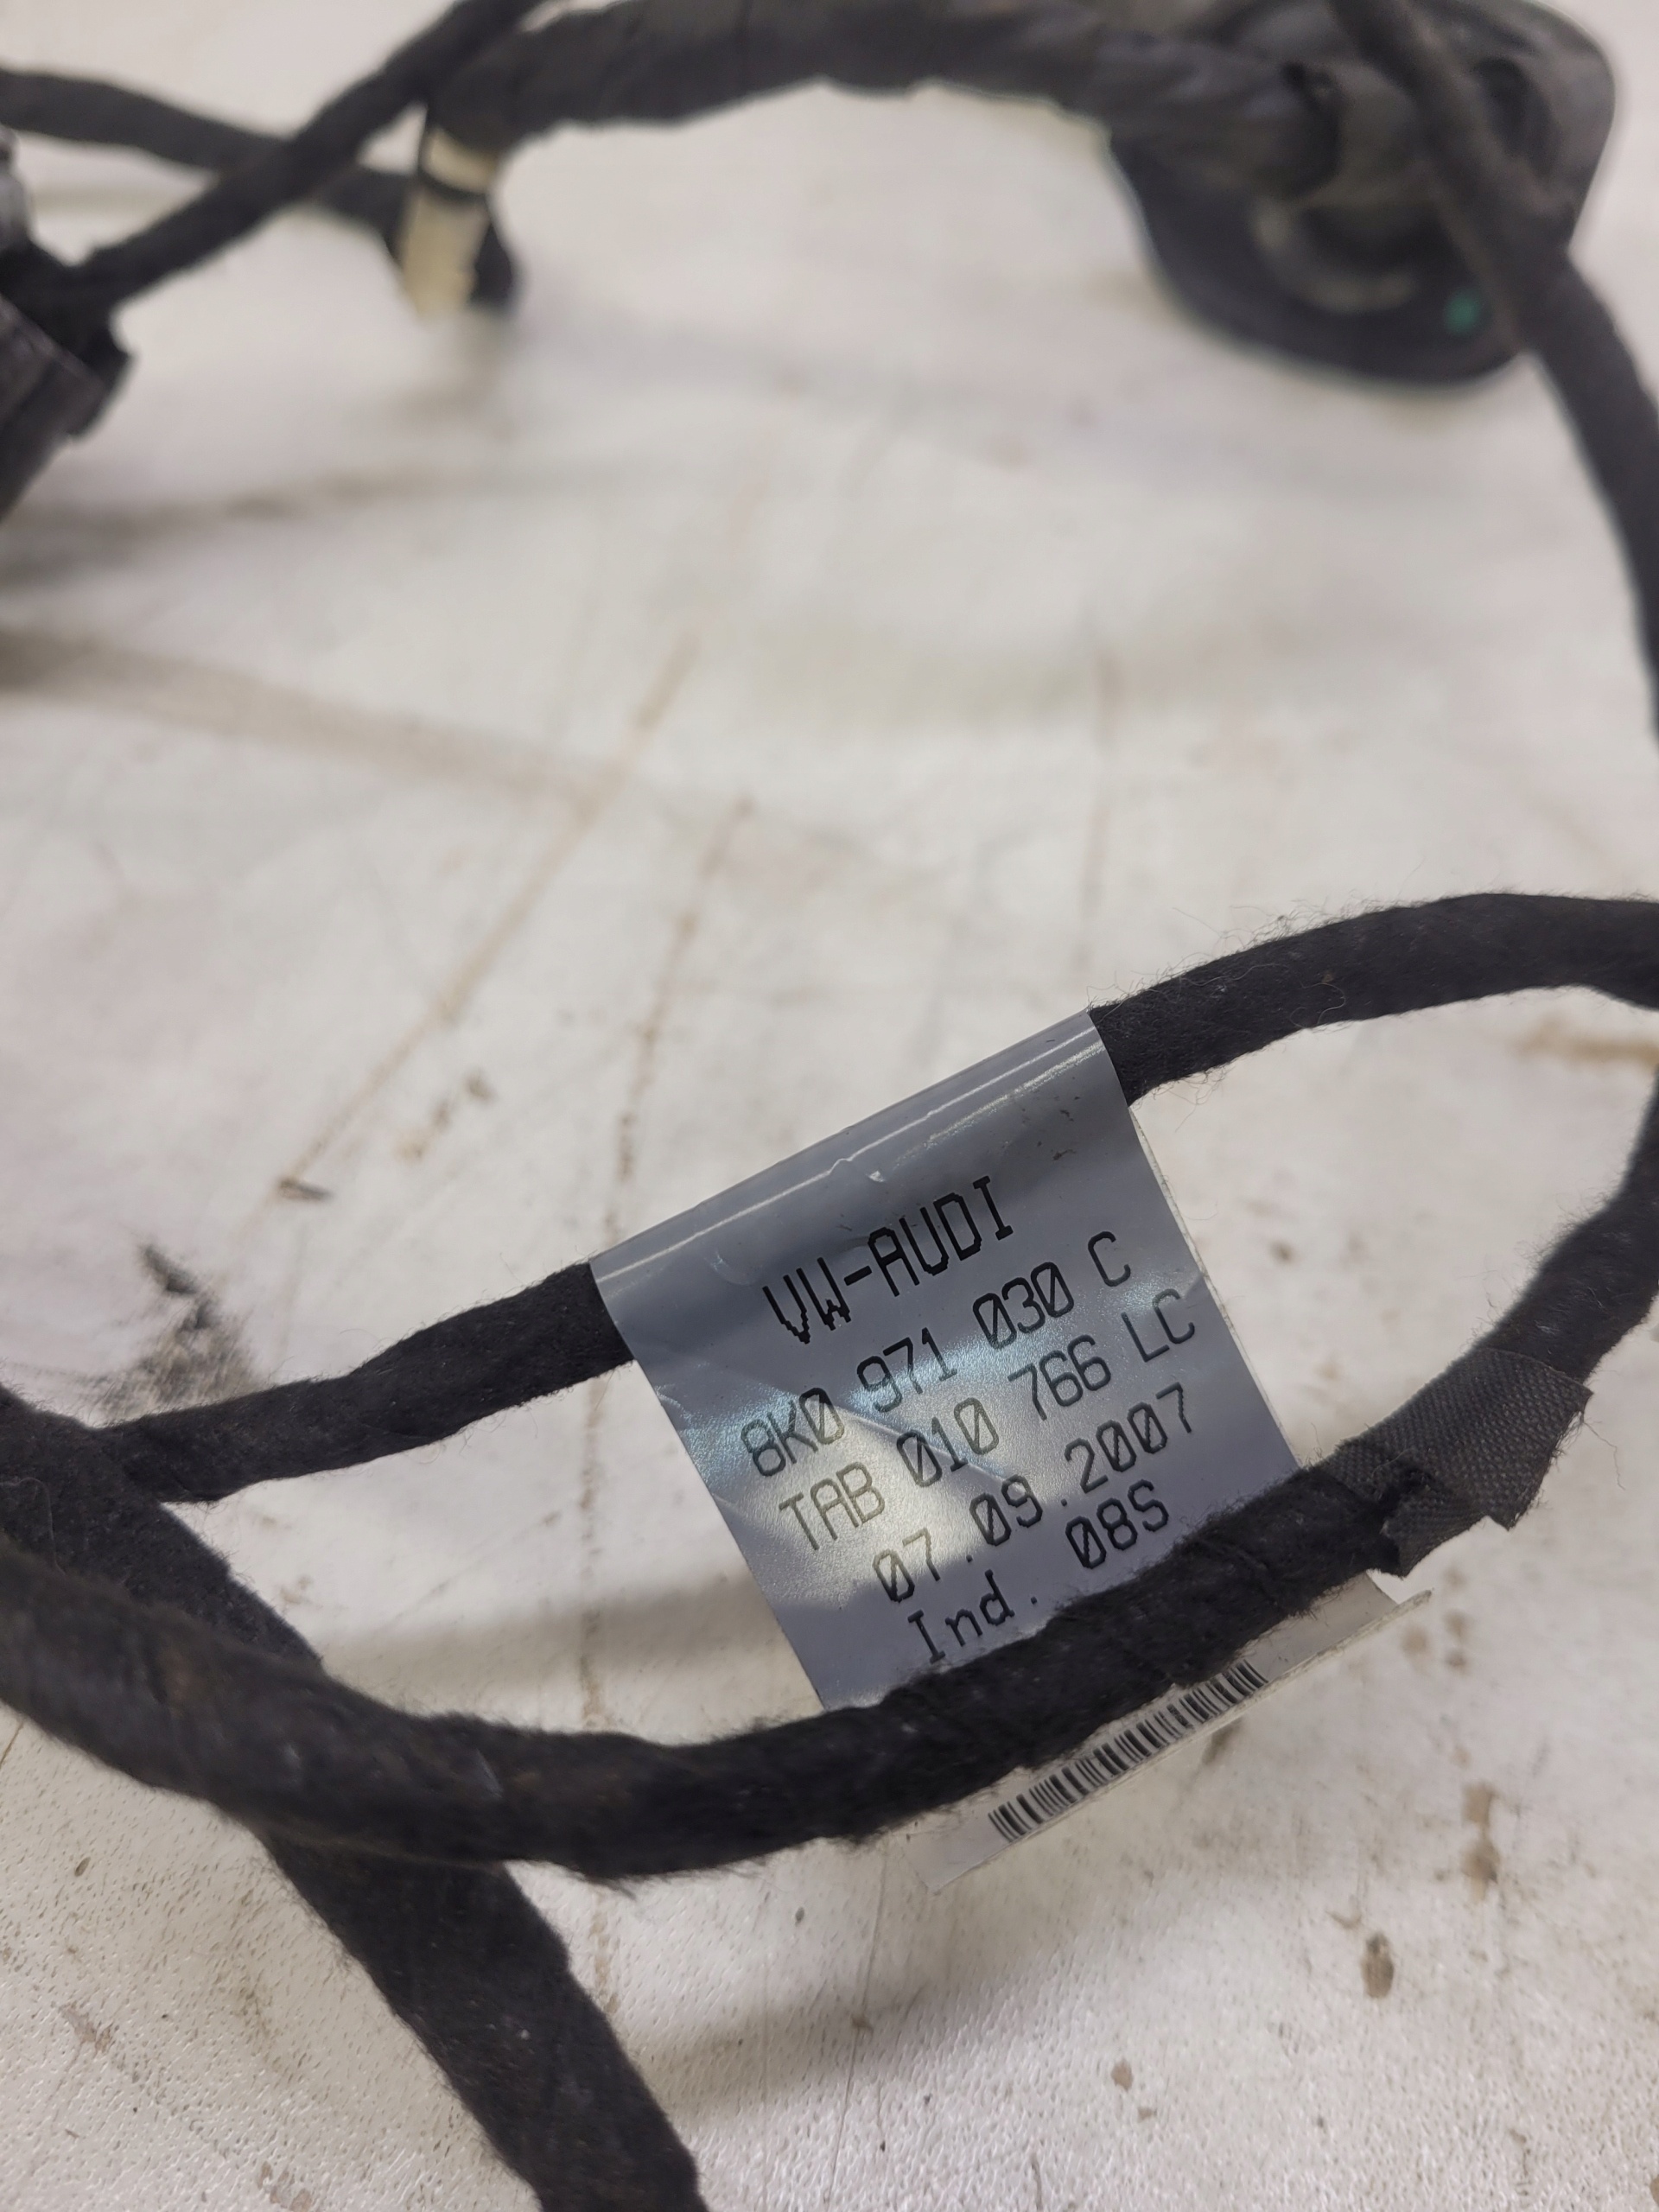 VW-AUDI
8K0 971 030 C
TAB 010 766 LC
07.09.2007
Ind. 08S